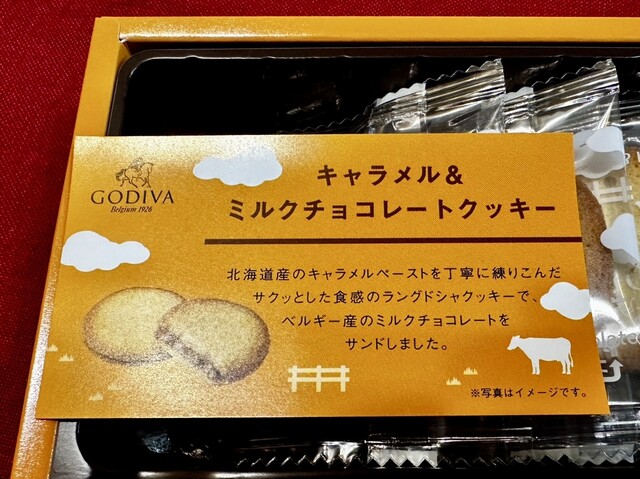 GODIVA
Belgium 1926
キャラメル&
ミルクチョコレートクッキー
北海道産のキャラメルペーストを丁寧に練りこんだ
サクッとした食感のラングドシャクッキーで、
ベルギー産のミルクチョコレートを
サンドしました。
※写真はイメージです。